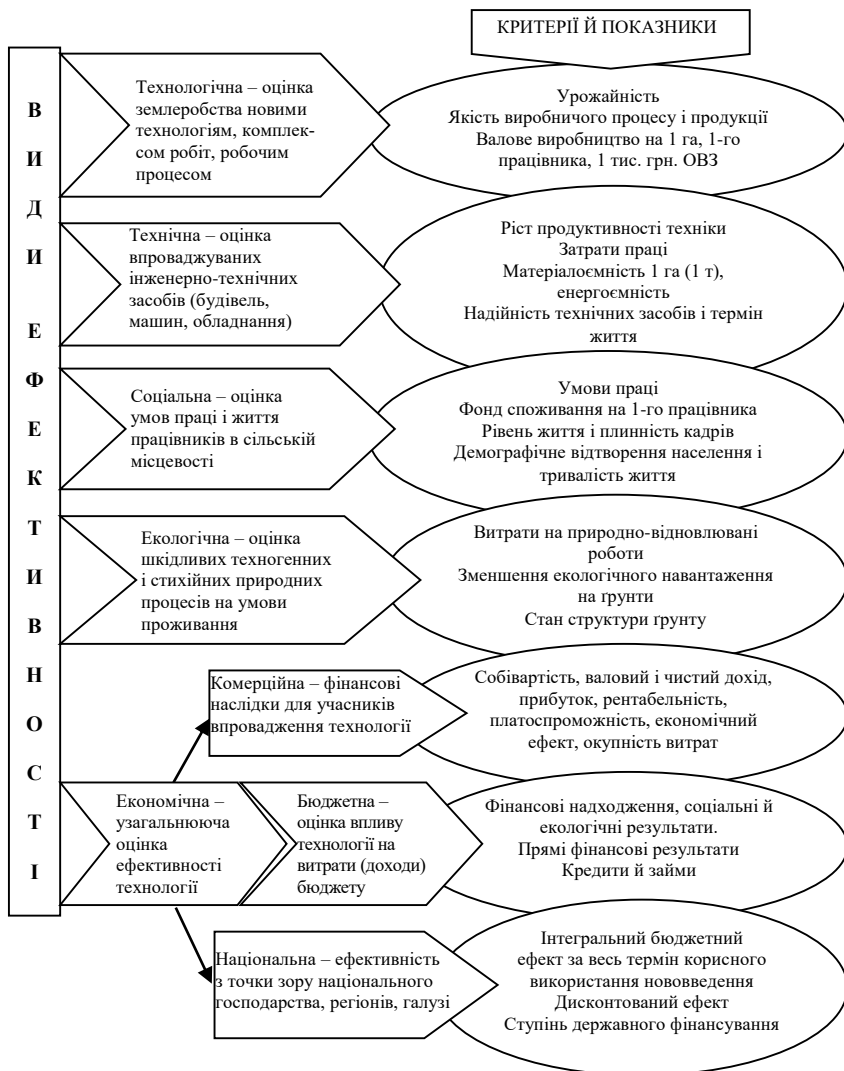 КРИТЕРІЇ Й ПОКАЗНИКИ
ВИДИ ЕФЕКТИВНОСТІ
Технологічна – оцінка
землеробства новими
технологіям, комплек-
сом робіт, робочим
процесом
Урожайність
Якість виробничого процесу і продукції
Валове виробництво на 1 га, 1-го
працівника, 1 тис. грн. ОВЗ
Технічна – оцінка
впроваджуваних
інженерно-технічних
засобів (будівель,
машин, обладнання)
Ріст продуктивності техніки
Затрати праці
Матеріалоємність 1 га (1 т),
енергоємність
Надійність технічних засобів і термін
життя
Соціальна – оцінка
умов праці і життя
працівників в сільській
місцевості
Умови праці
Фонд споживання на 1-го працівника
Рівень життя і плинність кадрів
Демографічне відтворення населення і
тривалість життя
Екологічна – оцінка
шкідливих техногенних
і стихійних природних
процесів на умови
проживання
Витрати на природно-відновлювані
роботи
Зменшення екологічного навантаження
на ґрунти
Стан структури ґрунту
Комерційна – фінансові
наслідки для учасників
впровадження технології
Собівартість, валовий і чистий дохід,
прибуток, рентабельність,
платоспроможність, економічний
ефект, окупність витрат
Економічна –
узагальнююча
оцінка
ефективності
технології
Бюджетна –
оцінка впливу
технології на
витрати (доходи)
бюджету
Фінансові надходження, соціальні й
екологічні результати.
Прямі фінансові результати
Кредити й займи
Національна – ефективність
з точки зору національного
господарства, регіонів, галузі
Інтегральний бюджетний
ефект за весь термін корисного
використання нововведення
Дисконтований ефект
Ступінь державного фінансування